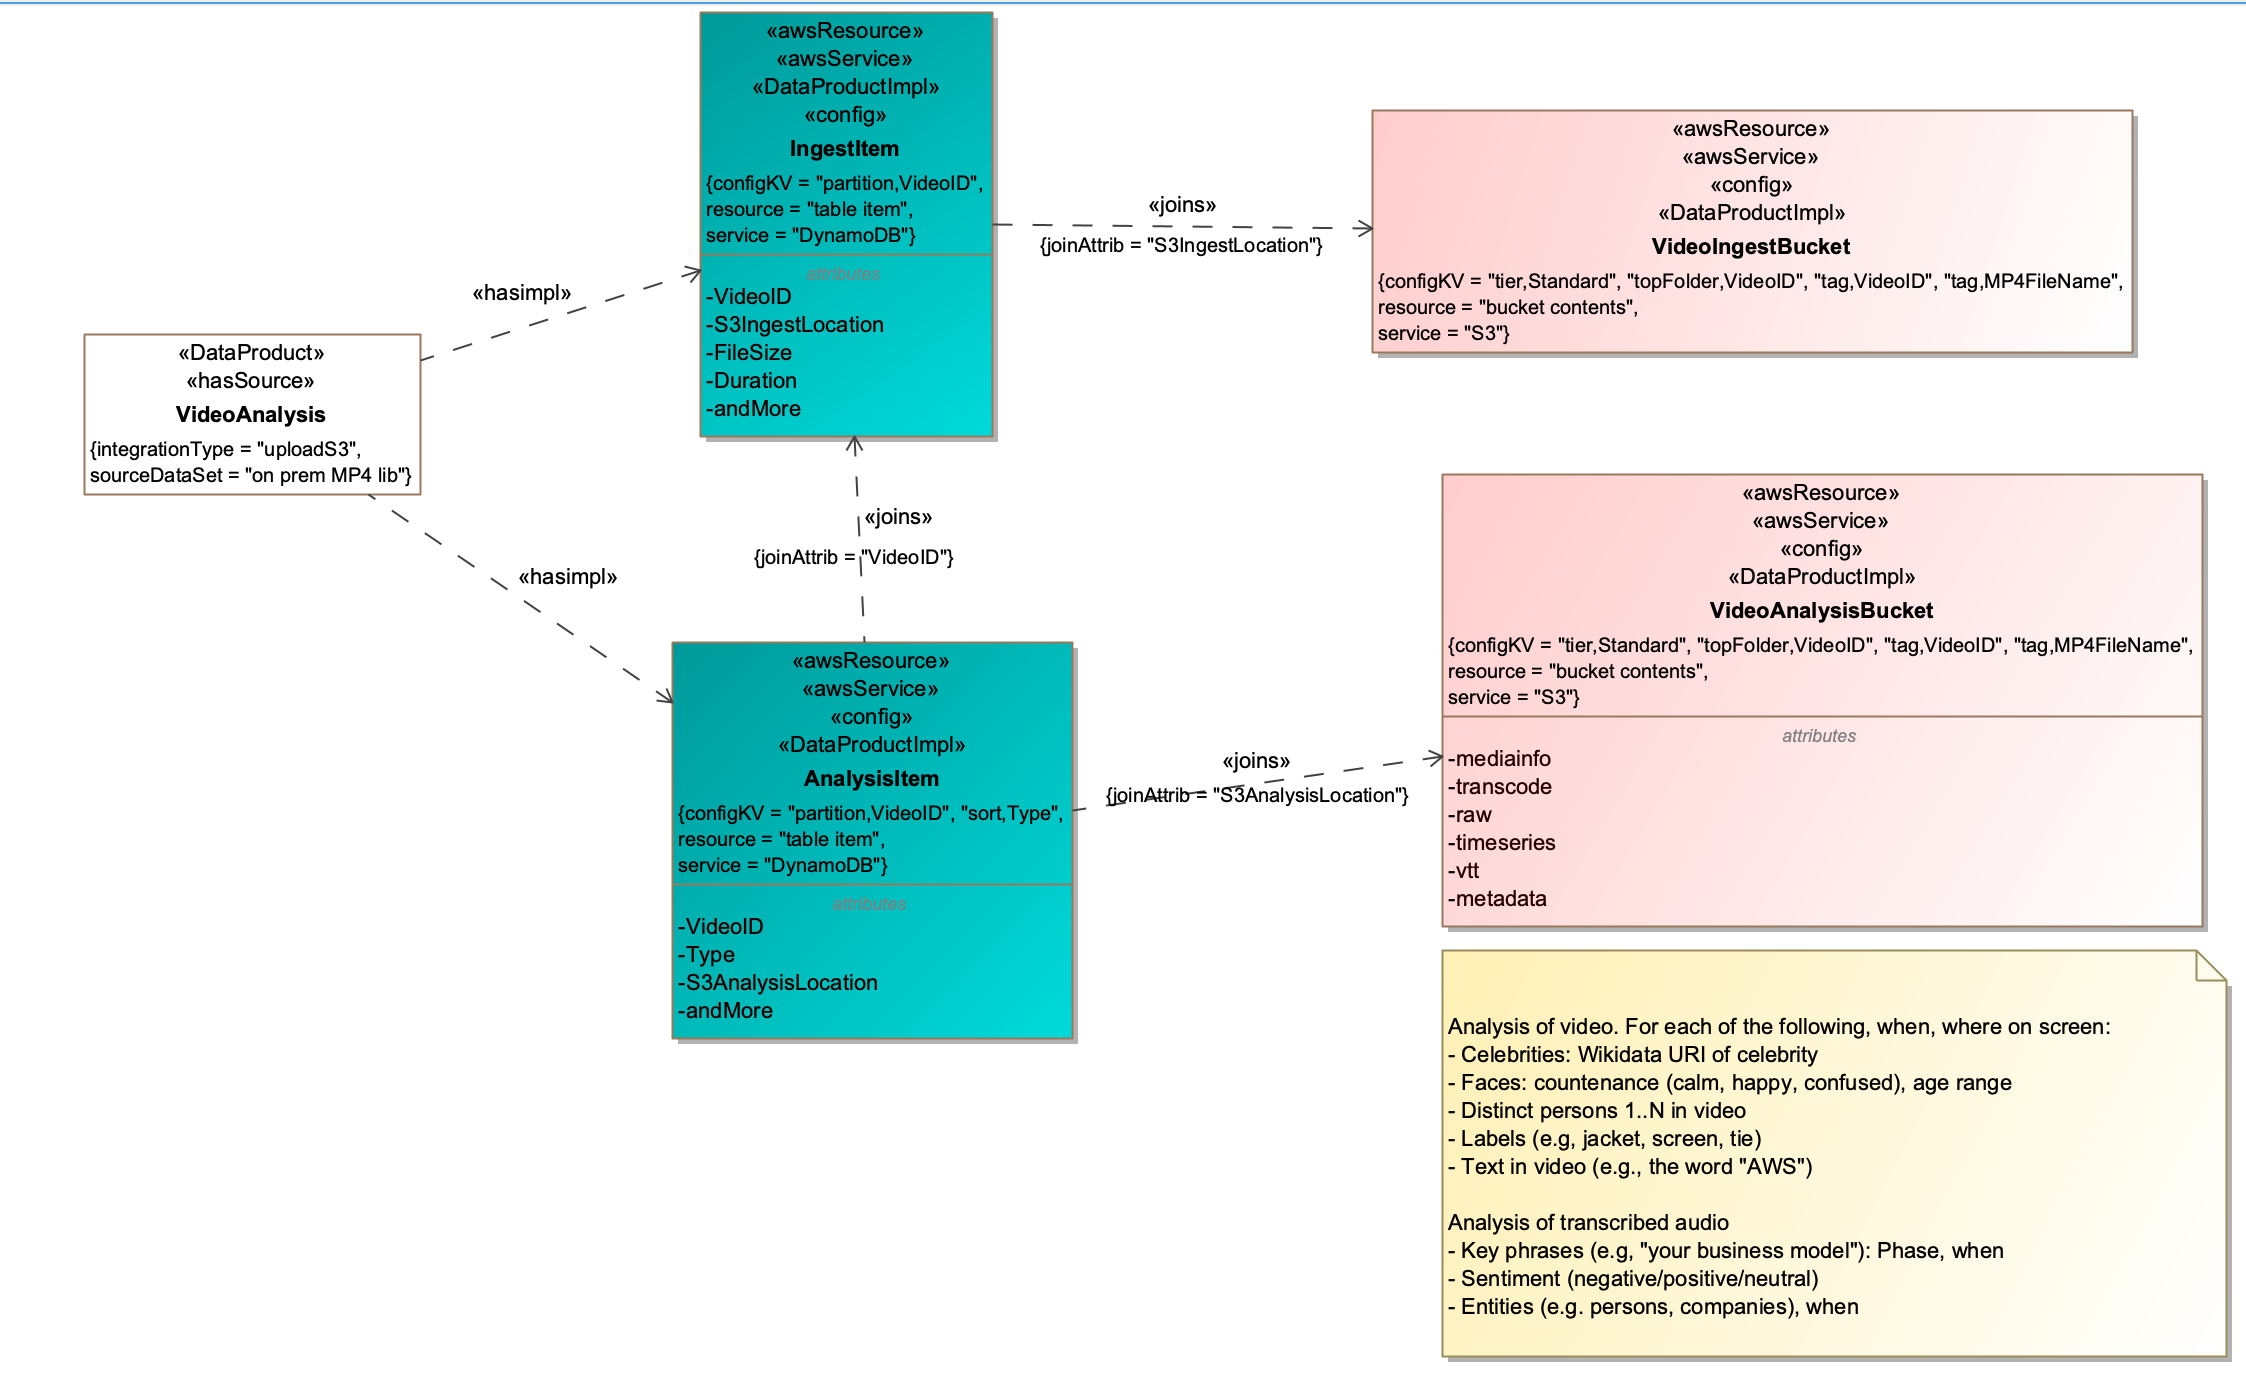 «awsResource»
«awsService»
«DataProductImpl»
«config»
IngestItem
{configKV = "partition,VideoID",
resource = "table item",
service = "DynamoDB"}
attributes
-VideoID
-S3IngestLocation
-FileSize
-Duration
-andMore
«joins»
{joinAttrib = "S3IngestLocation"}
«awsResource»
«awsService»
«config»
«DataProductImpl»
VideoIngestBucket
{configKV = "tier,Standard", "topFolder,VideoID", "tag,VideoID", "tag,MP4FileName",
resource = "bucket contents",
service = "S3"}
«hasimpl»
«DataProduct»
«hasSource»
VideoAnalysis
{integrationType = "uploadS3",
sourceDataSet = "on prem MP4 lib"}
«hasimpl»
«joins»
{joinAttrib = "VideoID"}
«awsResource»
«awsService»
«config»
«DataProductImpl»
AnalysisItem
{configKV = "partition,VideoID", "sort,Type",
resource = "table item",
service = "DynamoDB"}
attributes
-VideoID
-Type
-S3AnalysisLocation
-andMore
«joins»
{joinAttrib = "S3AnalysisLocation"}
«awsResource»
«awsService»
«config»
«DataProductImpl»
VideoAnalysisBucket
{configKV = "tier,Standard", "topFolder,VideoID", "tag,VideoID", "tag,MP4FileName",
resource = "bucket contents",
service = "S3"}
attributes
-mediainfo
-transcode
-raw
-timeseries
-vtt
-metadata
Analysis of video. For each of the following, when, where on screen:
- Celebrities: Wikidata URI of celebrity
- Faces: countenance (calm, happy, confused), age range
- Distinct persons 1..N in video
- Labels (e.g, jacket, screen, tie)
- Text in video (e.g., the word "AWS")
Analysis of transcribed audio
- Key phrases (e.g, "your business model"): Phase, when
- Sentiment (negative/positive/neutral)
- Entities (e.g. persons, companies), when